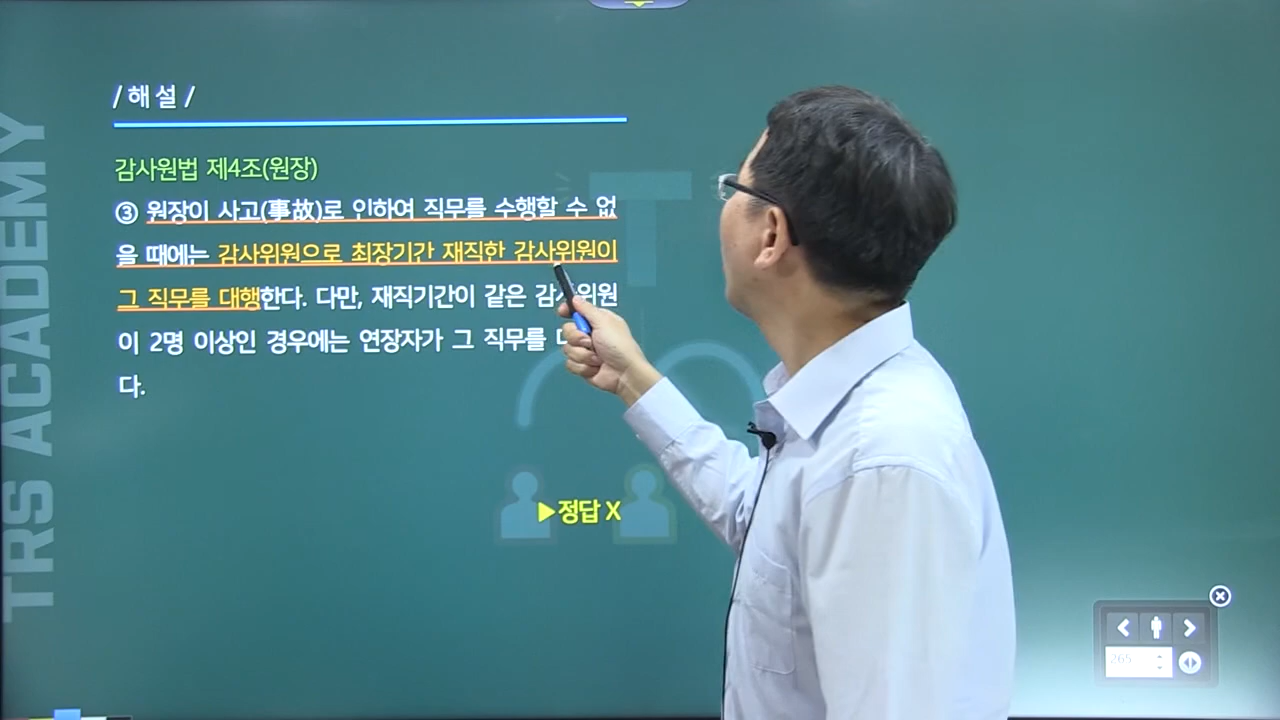 TRS ACADEMY
/ 해 설 /
감사원법 제4조(원장)
③ 원장이 사고(事故)로 인하여 직무를 수행할 수 없
을 때에는 감사위원으로 최장기간 재직한 감사위원이
그 직무를 대행한다. 다만, 재직기간이 같은 감사위원
이 2명 이상인 경우에는 연장자가 그 직무를
다.
▶정답 X
265